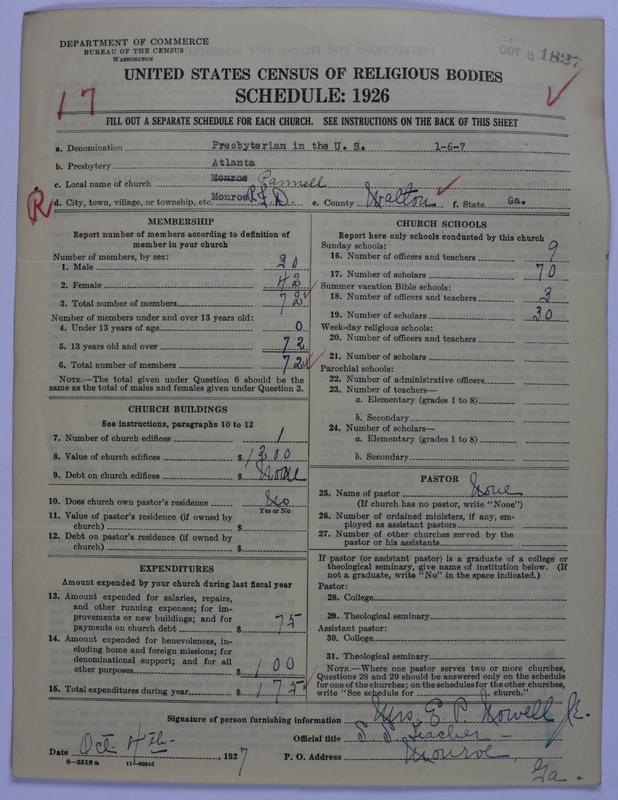 DEPARTMENT OF COMMERCE
BUREAU OF THE CENSUS
WASHINGTON
OCT 6 1927
UNITED STATES CENSUS OF RELIGIOUS BODIES
SCHEDULE: 1926
17
FILL OUT A SEPARATE SCHEDULE FOR EACH CHURCH. SEE INSTRUCTIONS ON THE BACK OF THIS SHEET
a. Denomination Presbyterian in the U. S. 1-6-7
b. Presbytery Atlanta
c. Local name of church Monroe Pannell
R
d. City, town, village, or township, etc. Monroe R.F.D. e. County Walton f. State Ga.
MEMBERSHIP
Report number of members according to definition of
member in your church
Number of members, by sex:
1. Male 30
2. Female 42
3. Total number of members 72
Number of members under and over 13 years old:
4. Under 13 years of age 0
5. 13 years old and over 72
6. Total number of members 72
NOTE.—The total given under Question 6 should be the
same as the total of males and females given under Question 3.
CHURCH BUILDINGS
See instructions, paragraphs 10 to 12
7. Number of church edifices 1
8. Value of church edifices $ 1300
9. Debt on church edifices $ None
10. Does church own pastor's residence No
Yes or No
11. Value of pastor's residence (if owned by
church) $
12. Debt on pastor's residence (if owned by
church) $
EXPENDITURES
Amount expended by your church during last fiscal year
13. Amount expended for salaries, repairs,
and other running expenses; for im-
provements or new buildings; and for
payments on church debt $ 75
14. Amount expended for benevolences, in-
cluding home and foreign missions; for
denominational support; and for all
other purposes $ 100
15. Total expenditures during year $ 175
CHURCH SCHOOLS
Report here only schools conducted by this church
Sunday schools:
16. Number of officers and teachers 9
17. Number of scholars 70
Summer vacation Bible schools:
18. Number of officers and teachers 3
19. Number of scholars 30
Week-day religious schools:
20. Number of officers and teachers
21. Number of scholars
Parochial schools:
22. Number of administrative officers
23. Number of teachers—
a. Elementary (grades 1 to 8)
b. Secondary
24. Number of scholars—
a. Elementary (grades 1 to 8)
b. Secondary
PASTOR
25. Name of pastor None
(If church has no pastor, write "None")
26. Number of ordained ministers, if any, em-
ployed as assistant pastors
27. Number of other churches served by the
pastor or his assistants
If pastor (or assistant pastor) is a graduate of a college or
theological seminary, give name of institution below. (If
not a graduate, write "No" in the space indicated.)
Pastor:
28. College
29. Theological seminary
Assistant pastor:
30. College
31. Theological seminary
NOTE.—Where one pastor serves two or more churches,
Questions 28 and 29 should be answered only on the schedule
for one of the churches; on the schedules for the other churches,
write "See schedule for church."
Signature of person furnishing information Mrs. E. P. Nowell Jr.
Official title S. S. Teacher
Date Oct. 4th , 1927 P. O. Address Monroe,
Ga.
8—3518a